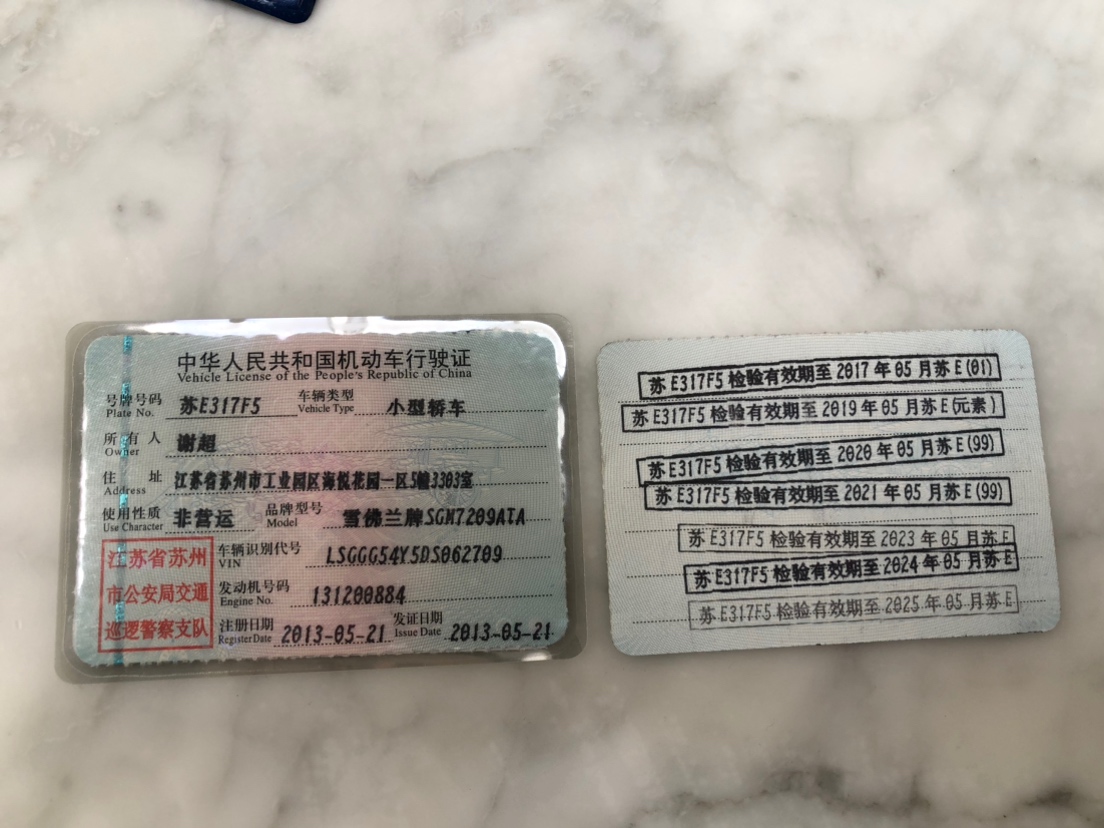 中华人民共和国机动车行驶证
Vehicle License of the People's Republic of China
号牌号码 苏E317F5 车辆类型 小型轿车
Plate No. Vehicle Type
所有人 谢超
Owner
住址 江苏省苏州市工业园区海悦花园一区5幢3303室
Address
使用性质 非营运 品牌型号 雪佛兰牌SGM7209ATA
Use Character Model
江苏省苏州
市公安局交通
巡逻警察支队
车辆识别代号 LSGGG54Y5DS062709
VIN
发动机号码 131200884
Engine No.
注册日期 2013-05-21 发证日期 2013-05-21
Register Date Issue Date
苏E317F5 检验有效期至 2017年05月苏E(01)
苏E317F5 检验有效期至 2019年05月苏E(元素)
苏E317F5 检验有效期至 2020年05月苏E(99)
苏E317F5 检验有效期至 2021年05月苏E(99)
苏E317F5 检验有效期至 2023年05月苏E
苏E317F5 检验有效期至 2024年05月苏E
苏E317F5 检验有效期至 2025年05月苏E